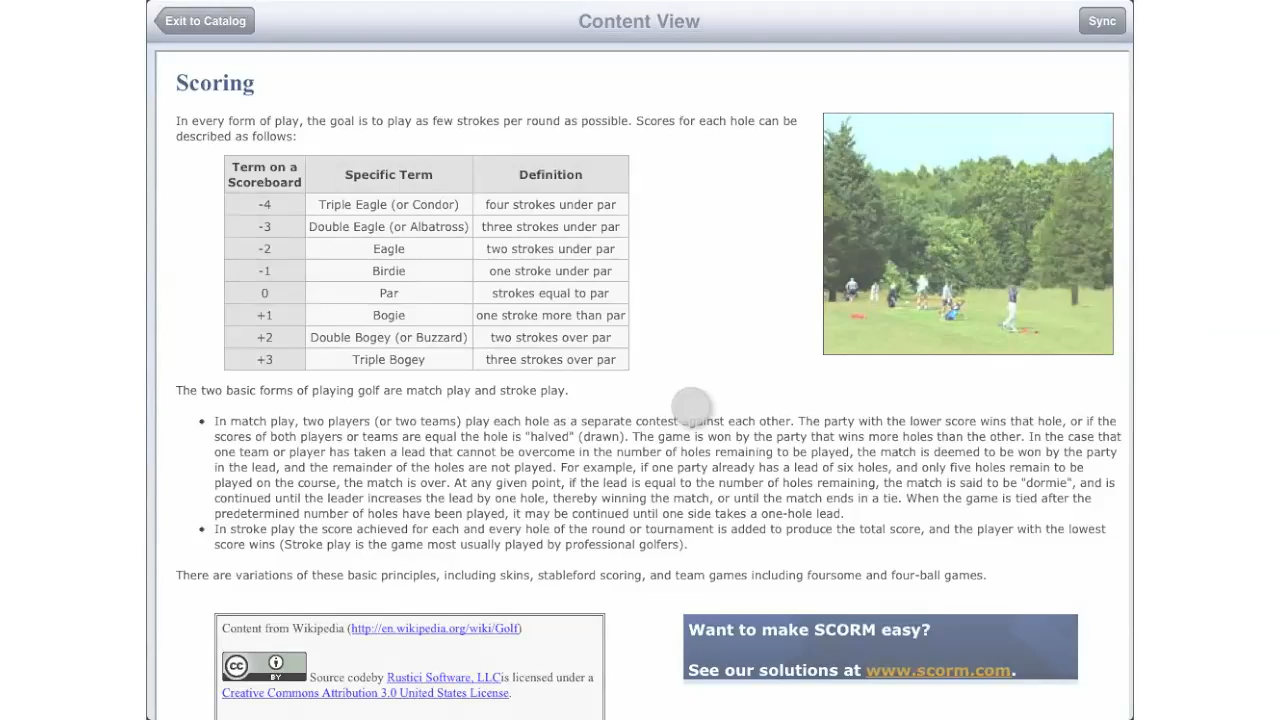 Exit to Catalog
Content View
Sync
Scoring
In every form of play, the goal is to play as few strokes per round as possible. Scores for each hole can be
described as follows:
Term on a
Scoreboard
Specific Term
Definition
-4 Triple Eagle (or Condor) four strokes under par
-3 Double Eagle (or Albatross) three strokes under par
-2 Eagle two strokes under par
-1 Birdie one stroke under par
0 Par strokes equal to par
+1 Bogie one stroke more than par
+2 Double Bogey (or Buzzard) two strokes over par
+3 Triple Bogey three strokes over par
The two basic forms of playing golf are match play and stroke play.
• In match play, two players (or two teams) play each hole as a separate contest against each other. The party with the lower score wins that hole, or if the
scores of both players or teams are equal the hole is "halved" (drawn). The game is won by the party that wins more holes than the other. In the case that
one team or player has taken a lead that cannot be overcome in the number of holes remaining to be played, the match is deemed to be won by the party
in the lead, and the remainder of the holes are not played. For example, if one party already has a lead of six holes, and only five holes remain to be
played on the course, the match is over. At any given point, if the lead is equal to the number of holes remaining, the match is said to be "dormie", and is
continued until the leader increases the lead by one hole, thereby winning the match, or until the match ends in a tie. When the game is tied after the
predetermined number of holes have been played, it may be continued until one side takes a one-hole lead.
• In stroke play the score achieved for each and every hole of the round or tournament is added to produce the total score, and the player with the lowest
score wins (Stroke play is the game most usually played by professional golfers).
There are variations of these basic principles, including skins, stableford scoring, and team games including foursome and four-ball games.
Content from Wikipedia (http://en.wikipedia.org/wiki/Golf)
cc BY Source codeby Rustici Software, LLCis licensed under a
Creative Commons Attribution 3.0 United States License.
Want to make SCORM easy?
See our solutions at www.scorm.com.